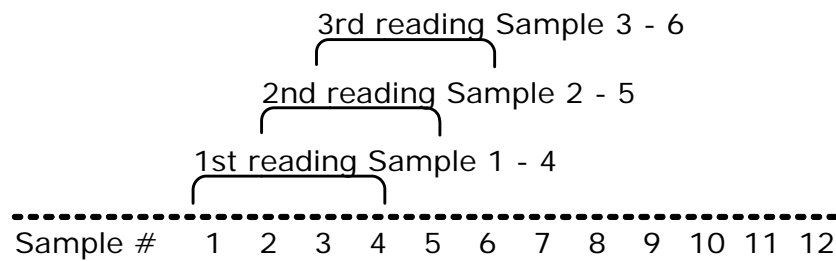 3rd reading Sample 3 - 6
2nd reading Sample 2 - 5
1st reading Sample 1 - 4
Sample # 1 2 3 4 5 6 7 8 9 10 11 12